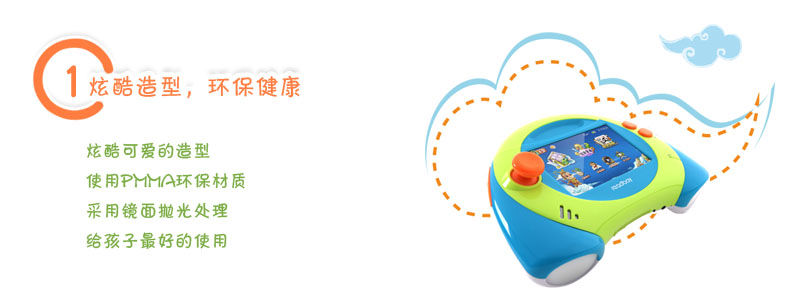 1 炫酷造型，环保健康
炫酷可爱的造型
使用PMMA环保材质
采用镜面抛光处理
给孩子最好的使用
readboy